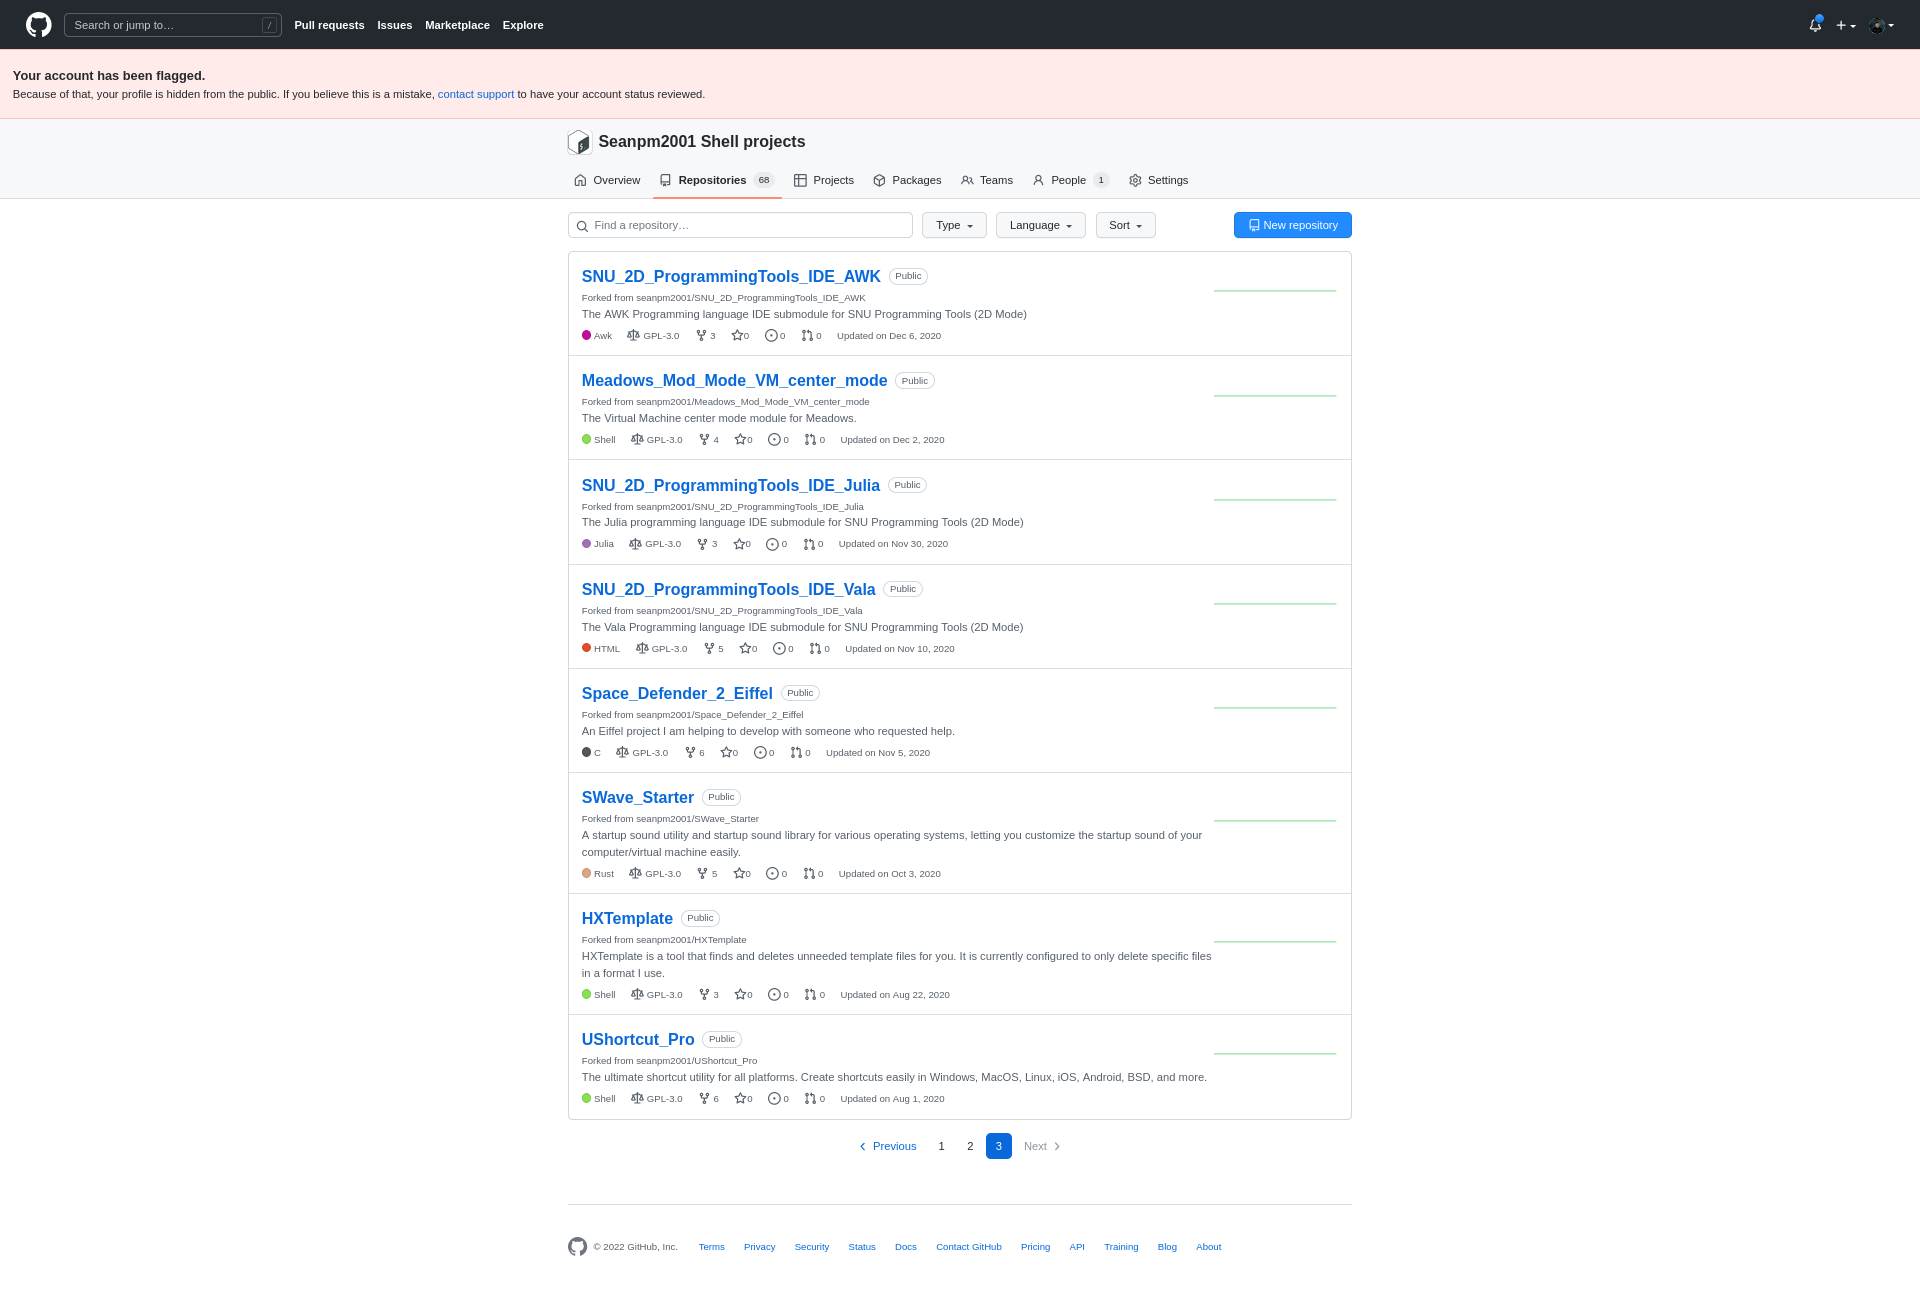 Search or jump to… /
Pull requests Issues Marketplace Explore
Your account has been flagged.
Because of that, your profile is hidden from the public. If you believe this is a mistake, contact support to have your account status reviewed.
Seanpm2001 Shell projects
Overview Repositories 68 Projects Packages Teams People 1 Settings
Find a repository… Type Language Sort New repository
SNU_2D_ProgrammingTools_IDE_AWK Public
Forked from seanpm2001/SNU_2D_ProgrammingTools_IDE_AWK
The AWK Programming language IDE submodule for SNU Programming Tools (2D Mode)
Awk GPL-3.0 3 0 0 0 Updated on Dec 6, 2020
Meadows_Mod_Mode_VM_center_mode Public
Forked from seanpm2001/Meadows_Mod_Mode_VM_center_mode
The Virtual Machine center mode module for Meadows.
Shell GPL-3.0 4 0 0 0 Updated on Dec 2, 2020
SNU_2D_ProgrammingTools_IDE_Julia Public
Forked from seanpm2001/SNU_2D_ProgrammingTools_IDE_Julia
The Julia programming language IDE submodule for SNU Programming Tools (2D Mode)
Julia GPL-3.0 3 0 0 0 Updated on Nov 30, 2020
SNU_2D_ProgrammingTools_IDE_Vala Public
Forked from seanpm2001/SNU_2D_ProgrammingTools_IDE_Vala
The Vala Programming language IDE submodule for SNU Programming Tools (2D Mode)
HTML GPL-3.0 5 0 0 0 Updated on Nov 10, 2020
Space_Defender_2_Eiffel Public
Forked from seanpm2001/Space_Defender_2_Eiffel
An Eiffel project I am helping to develop with someone who requested help.
C GPL-3.0 6 0 0 0 Updated on Nov 5, 2020
SWave_Starter Public
Forked from seanpm2001/SWave_Starter
A startup sound utility and startup sound library for various operating systems, letting you customize the startup sound of your
computer/virtual machine easily.
Rust GPL-3.0 5 0 0 0 Updated on Oct 3, 2020
HXTemplate Public
Forked from seanpm2001/HXTemplate
HXTemplate is a tool that finds and deletes unneeded template files for you. It is currently configured to only delete specific files
in a format I use.
Shell GPL-3.0 3 0 0 0 Updated on Aug 22, 2020
UShortcut_Pro Public
Forked from seanpm2001/UShortcut_Pro
The ultimate shortcut utility for all platforms. Create shortcuts easily in Windows, MacOS, Linux, iOS, Android, BSD, and more.
Shell GPL-3.0 6 0 0 0 Updated on Aug 1, 2020
Previous 1 2 3 Next
© 2022 GitHub, Inc. Terms Privacy Security Status Docs Contact GitHub Pricing API Training Blog About